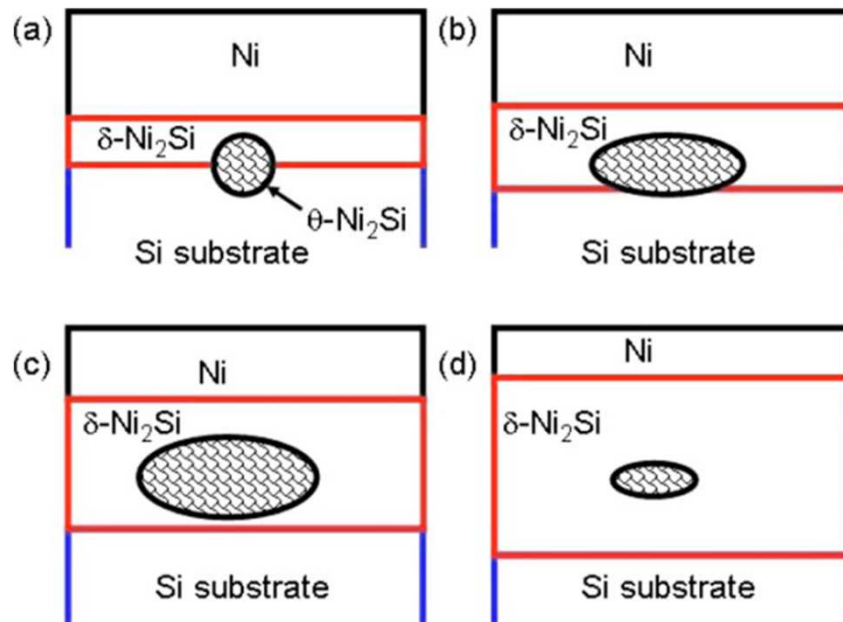 (a)
Ni
δ-Ni₂Si
θ-Ni₂Si
Si substrate
(b)
Ni
δ-Ni₂Si
Si substrate
(c)
Ni
δ-Ni₂Si
Si substrate
(d)
Ni
δ-Ni₂Si
Si substrate